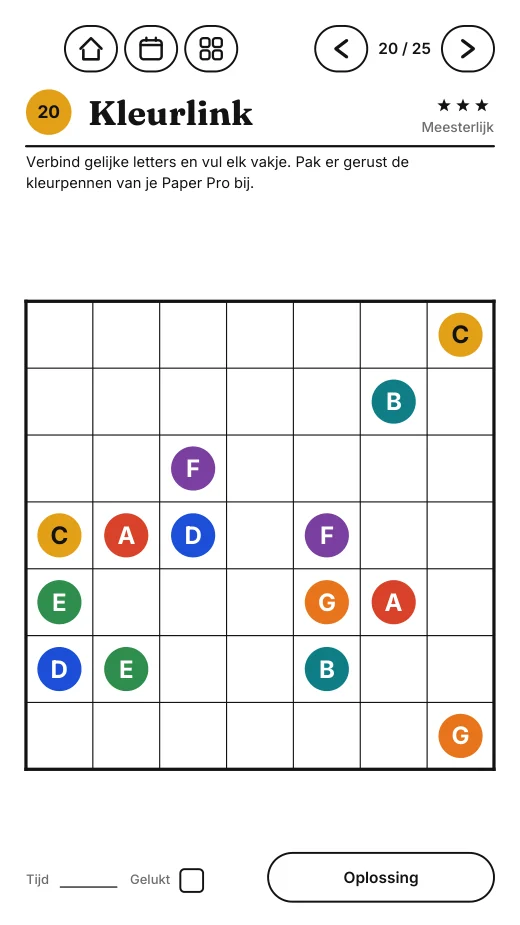 20 / 25
20 Kleurlink
Meesterlijk
Verbind gelijke letters en vul elk vakje. Pak er gerust de
kleurpennen van je Paper Pro bij.
C
B
F
C A D F
E G A
D E B
G
Tijd Gelukt Oplossing